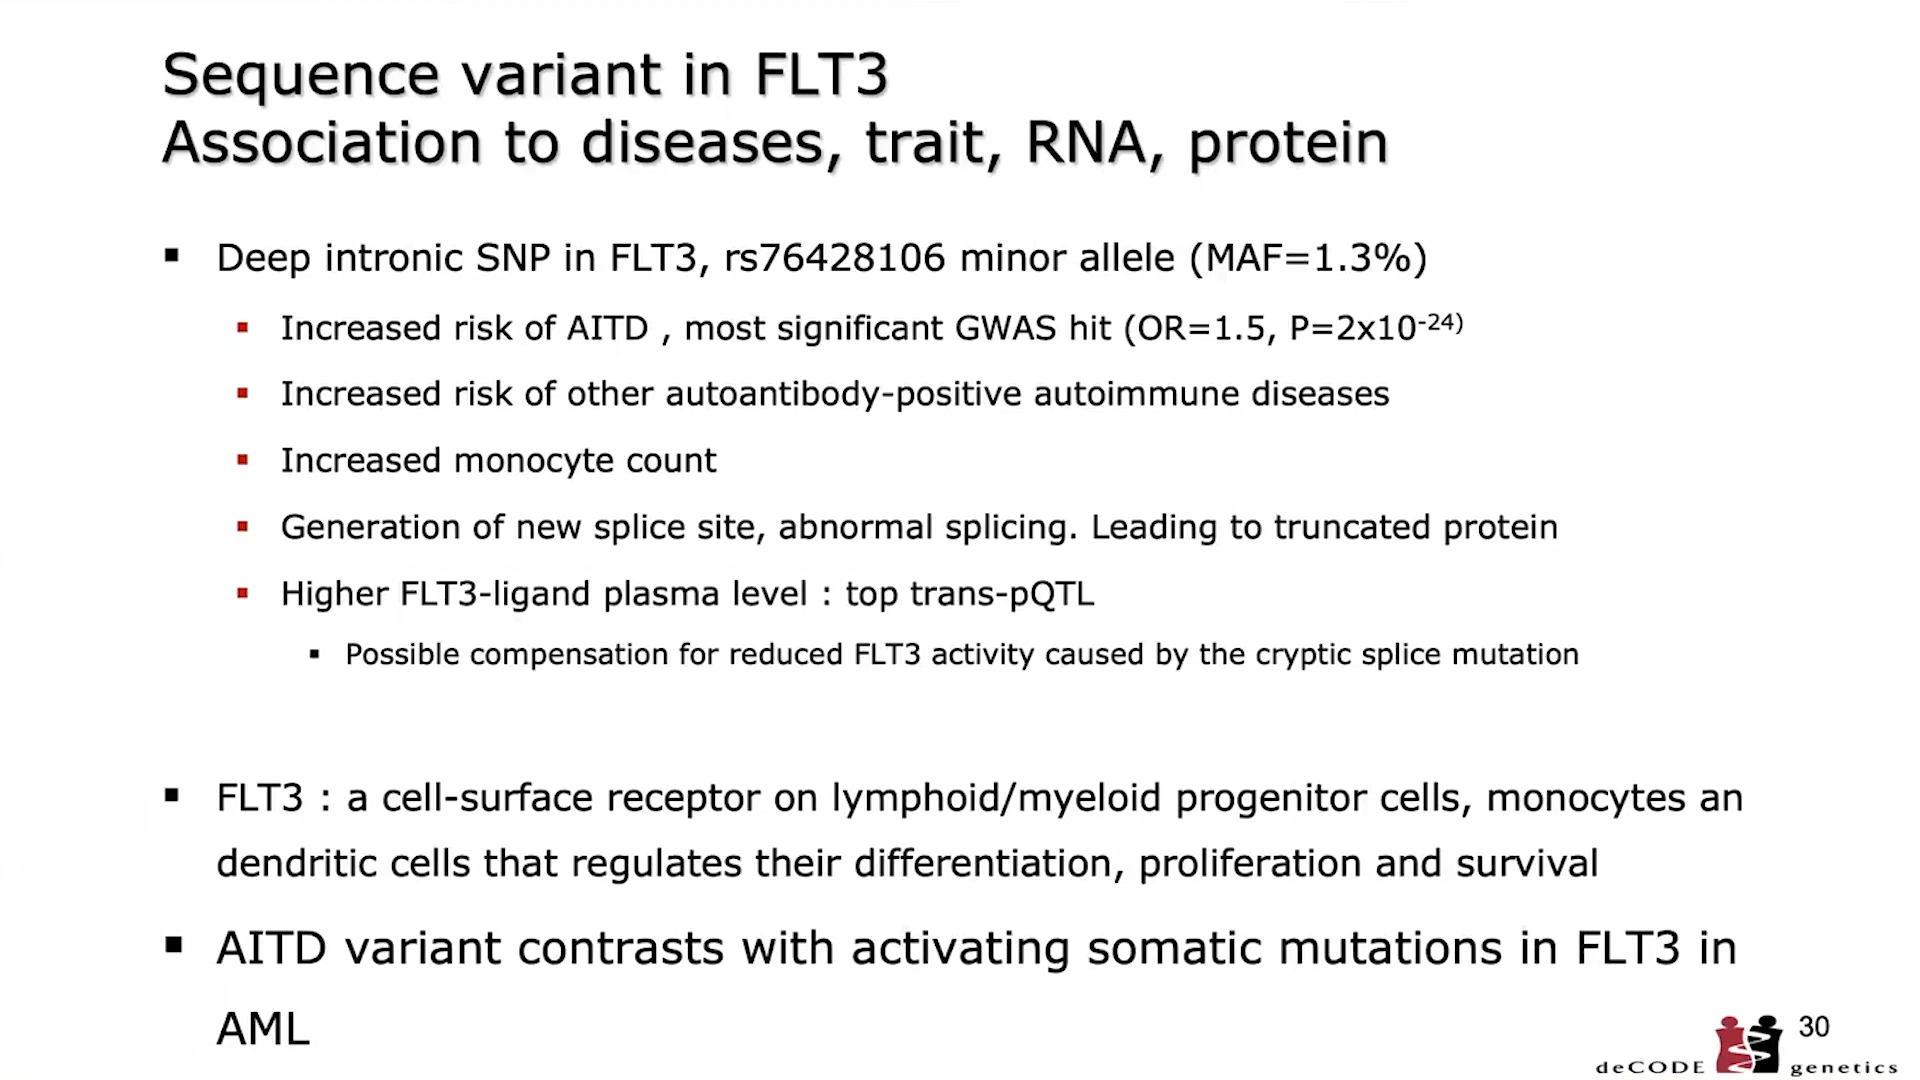 Sequence variant in FLT3
Association to diseases, trait, RNA, protein
▪ Deep intronic SNP in FLT3, rs76428106 minor allele (MAF=1.3%)
▪ Increased risk of AITD , most significant GWAS hit (OR=1.5, P=2x10⁻²⁴⁾
▪ Increased risk of other autoantibody-positive autoimmune diseases
▪ Increased monocyte count
▪ Generation of new splice site, abnormal splicing. Leading to truncated protein
▪ Higher FLT3-ligand plasma level : top trans-pQTL
▪ Possible compensation for reduced FLT3 activity caused by the cryptic splice mutation
▪ FLT3 : a cell-surface receptor on lymphoid/myeloid progenitor cells, monocytes an
dendritic cells that regulates their differentiation, proliferation and survival
▪ AITD variant contrasts with activating somatic mutations in FLT3 in
AML
30
deCODE genetics